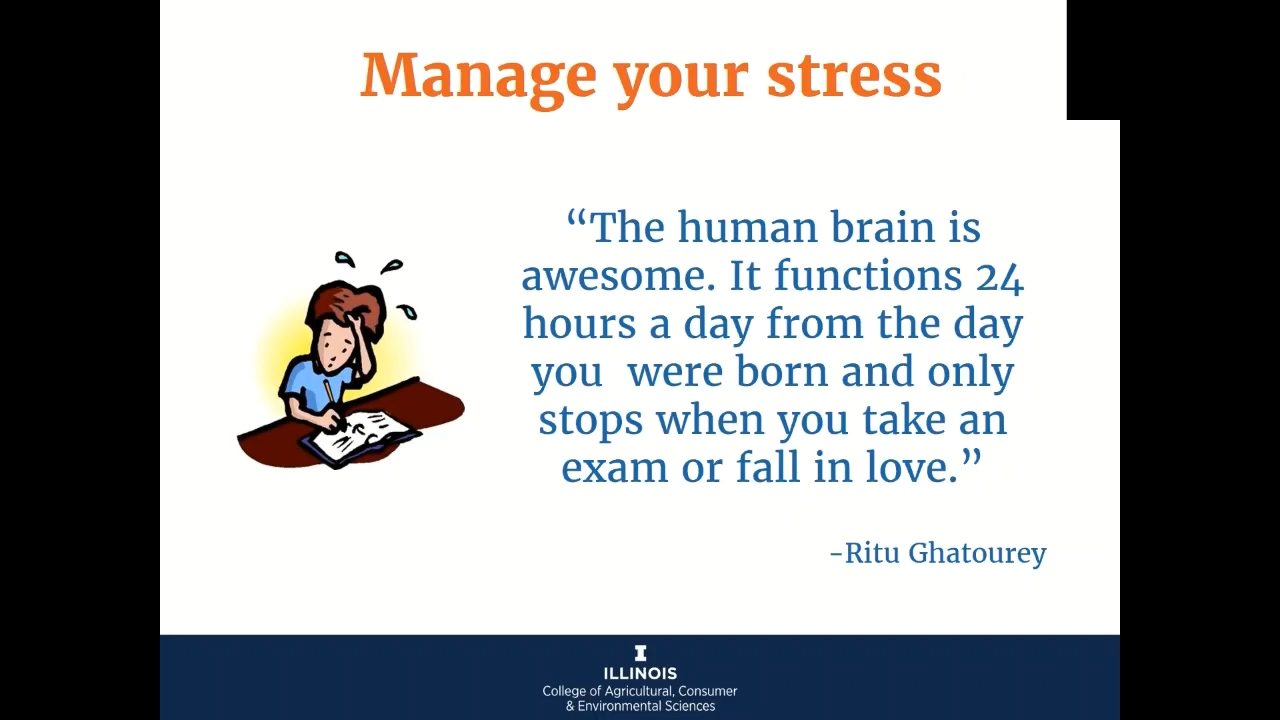 Manage your stress
“The human brain is
awesome. It functions 24
hours a day from the day
you  were born and only
stops when you take an
exam or fall in love.”
-Ritu Ghatourey
I
ILLINOIS
College of Agricultural, Consumer
& Environmental Sciences